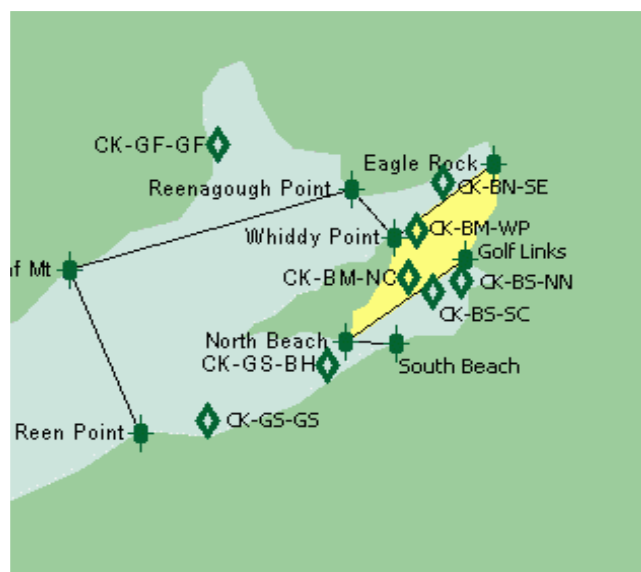 CK-GF-GF
Eagle Rock
Reenagough Point
CK-BN-SE
Whiddy Point
CK-BM-WP
Golf Links
af Mt
CK-BM-NC
CK-BS-NN
CK-BS-SC
North Beach
CK-GS-BH
South Beach
Reen Point
CK-GS-GS